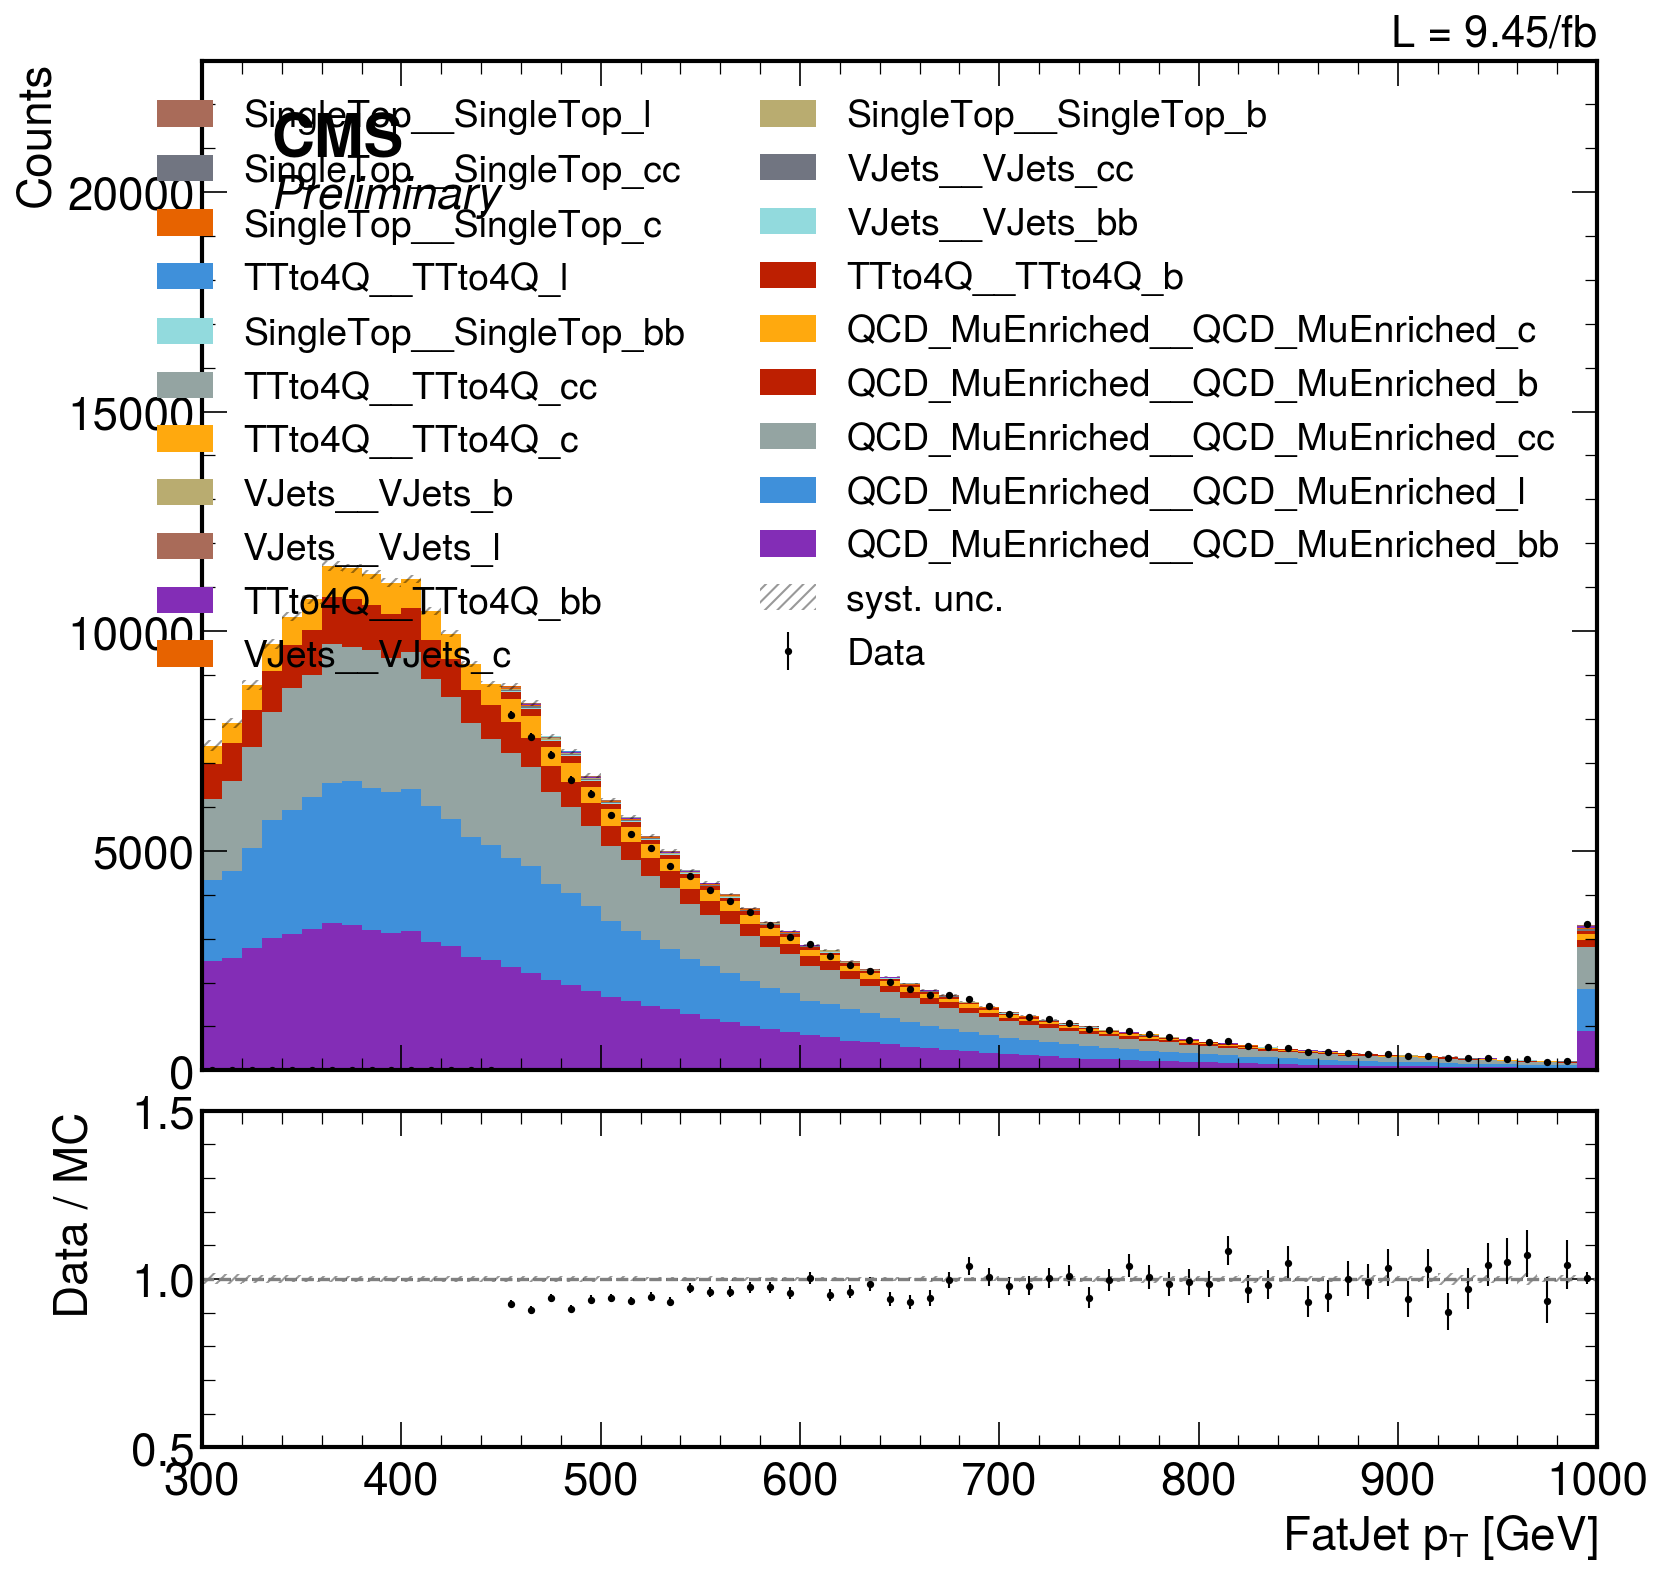 L = 9.45/fb
Counts
CMS
Preliminary
SingleTop__SingleTop_l
SingleTop__SingleTop_cc
SingleTop__SingleTop_c
TTto4Q__TTto4Q_l
SingleTop__SingleTop_bb
TTto4Q__TTto4Q_cc
TTto4Q__TTto4Q_c
VJets__VJets_b
VJets__VJets_l
TTto4Q__TTto4Q_bb
VJets__VJets_c
SingleTop__SingleTop_b
VJets__VJets_cc
VJets__VJets_bb
TTto4Q__TTto4Q_b
QCD_MuEnriched__QCD_MuEnriched_c
QCD_MuEnriched__QCD_MuEnriched_b
QCD_MuEnriched__QCD_MuEnriched_cc
QCD_MuEnriched__QCD_MuEnriched_l
QCD_MuEnriched__QCD_MuEnriched_bb
syst. unc.
Data
20000
15000
10000
5000
0
Data / MC
1.5
1.0
0.5
300 400 500 600 700 800 900 1000
FatJet p_T [GeV]